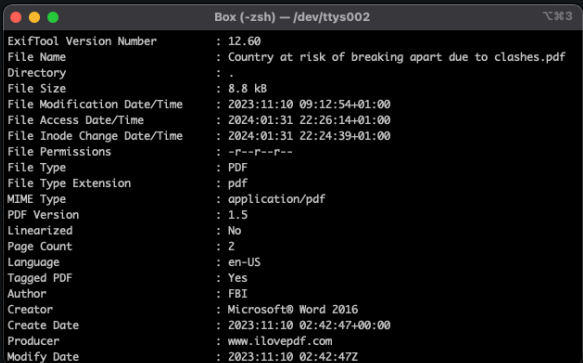 Box (-zsh) — /dev/ttys002 ⌥⌘3
ExifTool Version Number : 12.60
File Name : Country at risk of breaking apart due to clashes.pdf
Directory : .
File Size : 8.8 kB
File Modification Date/Time : 2023:11:10 09:12:54+01:00
File Access Date/Time : 2024:01:31 22:26:14+01:00
File Inode Change Date/Time : 2024:01:31 22:24:39+01:00
File Permissions : -r--r--r--
File Type : PDF
File Type Extension : pdf
MIME Type : application/pdf
PDF Version : 1.5
Linearized : No
Page Count : 2
Language : en-US
Tagged PDF : Yes
Author : FBI
Creator : Microsoft® Word 2016
Create Date : 2023:11:10 02:42:47+00:00
Producer : www.ilovepdf.com
Modify Date : 2023:11:10 02:42:47Z